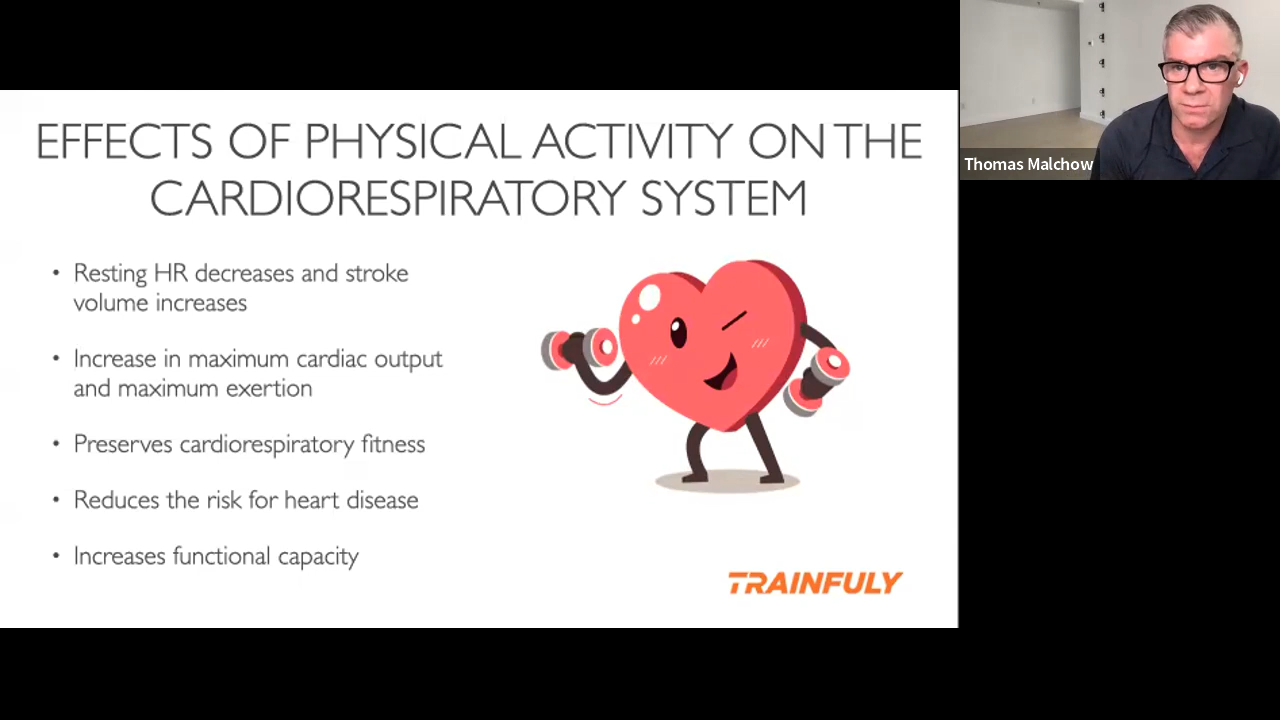 EFFECTS OF PHYSICAL ACTIVITY ON THE
CARDIORESPIRATORY SYSTEM
• Resting HR decreases and stroke
volume increases
• Increase in maximum cardiac output
and maximum exertion
• Preserves cardiorespiratory fitness
• Reduces the risk for heart disease
• Increases functional capacity
TRAINFULY
Thomas Malchow